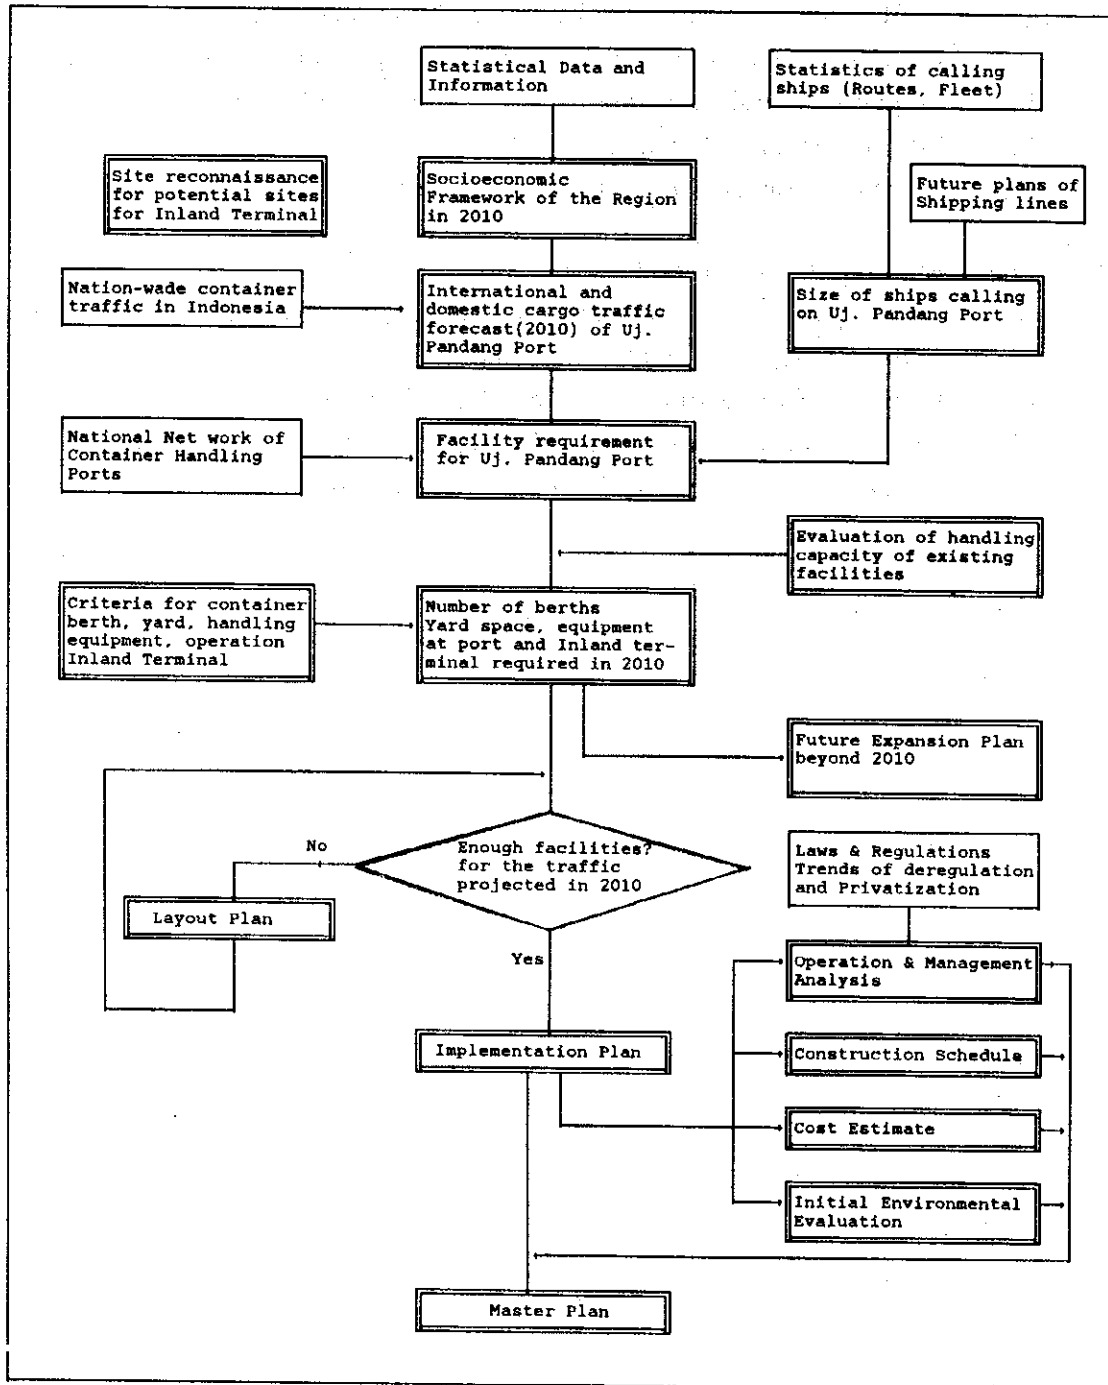 Statistical Data and
Information
Statistics of calling
ships (Routes, Fleet)
Site reconnaissance
for potential sites
for Inland Terminal
Socioeconomic
Framework of the Region
in 2010
Future plans of
Shipping lines
Nation-wade container
traffic in Indonesia
International and
domestic cargo traffic
forecast(2010) of Uj.
Pandang Port
Size of ships calling
on Uj. Pandang Port
National Net work of
Container Handling
Ports
Facility requirement
for Uj. Pandang Port
Evaluation of handling
capacity of existing
facilities
Criteria for container
berth, yard, handling
equipment, operation
Inland Terminal
Number of berths
Yard space, equipment
at port and Inland ter-
minal required in 2010
Future Expansion Plan
beyond 2010
No
Enough facilities?
for the traffic
projected in 2010
Laws & Regulations
Trends of deregulation
and Privatization
Layout Plan
Yes
Operation & Management
Analysis
Implementation Plan
Construction Schedule
Cost Estimate
Initial Environmental
Evaluation
Master Plan